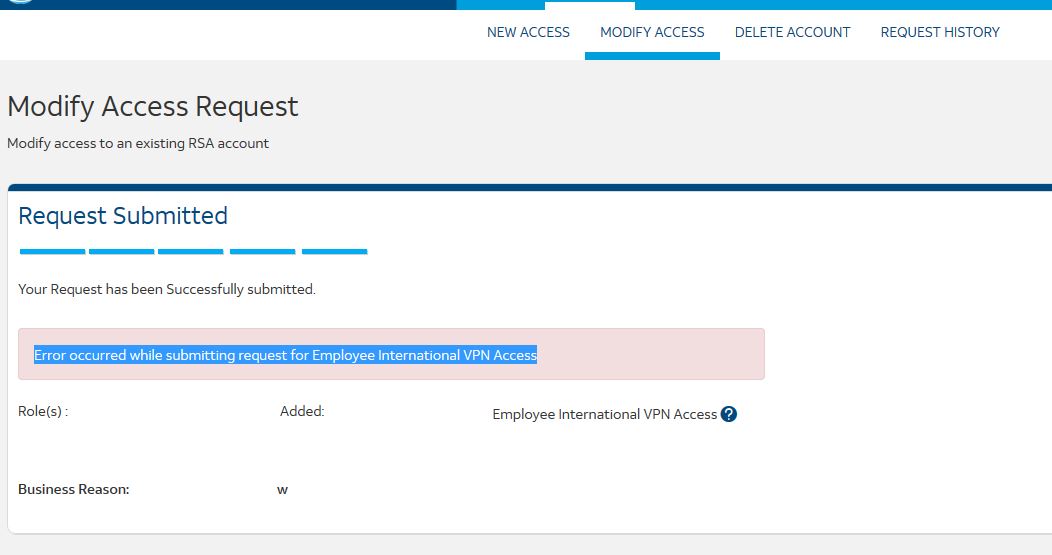 NEW ACCESS MODIFY ACCESS DELETE ACCOUNT REQUEST HISTORY
Modify Access Request
Modify access to an existing RSA account
Request Submitted
Your Request has been Successfully submitted.
Error occurred while submitting request for Employee International VPN Access
Role(s) : Added: Employee International VPN Access ?
Business Reason: w